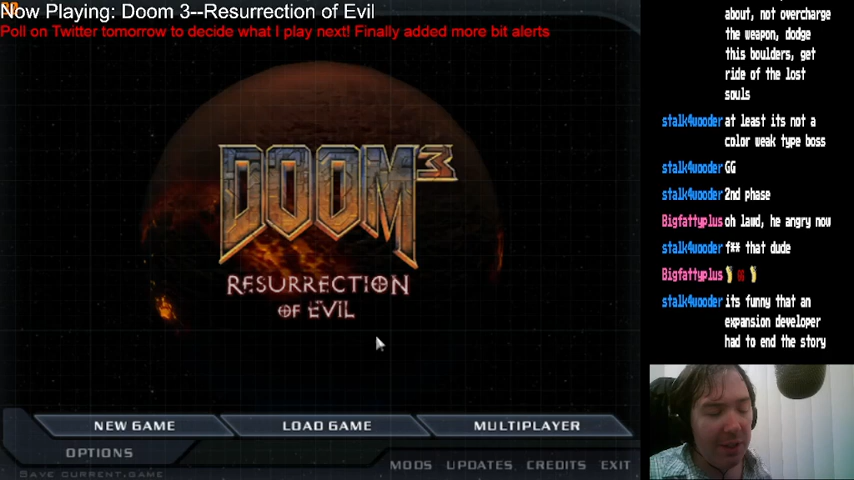 Now Playing: Doom 3--Resurrection of Evil
Poll on Twitter tomorrow to decide what I play next! Finally added more bit alerts
DOOM 3
RESURRECTION
OF EVIL
NEW GAME
LOAD GAME
MULTIPLAYER
OPTIONS
MODS
UPDATES
CREDITS
EXIT
SAVE CURRENT GAME
about, not overcharge
the weapon, dodge
this boulders, get
ride of the lost
souls
stalk4wooder at least its not a
color weak type boss
stalk4wooder GG
stalk4wooder 2nd phase
Bigfattyplus oh lawd, he angry now
stalk4wooder f** that dude
Bigfattyplus
stalk4wooder its funny that an
expansion developer
had to end the story